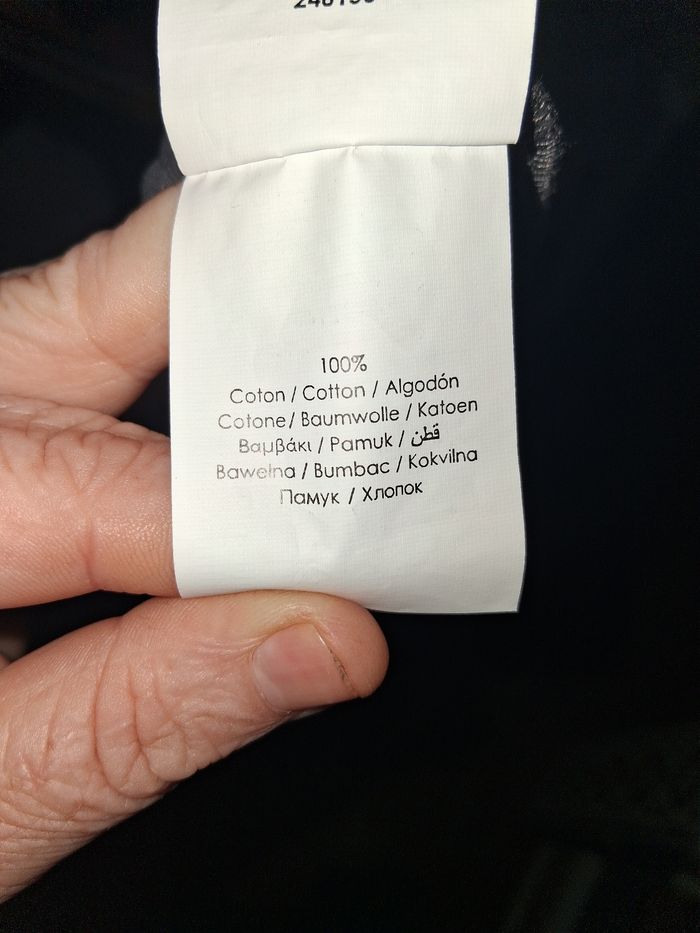 100%
Coton / Cotton / Algodón
Cotone / Baumwolle / Katoen
Βαμβάκι / Pamuk / قطن
Bawełna / Bumbac / Kokvilna
Памук / Хлопок